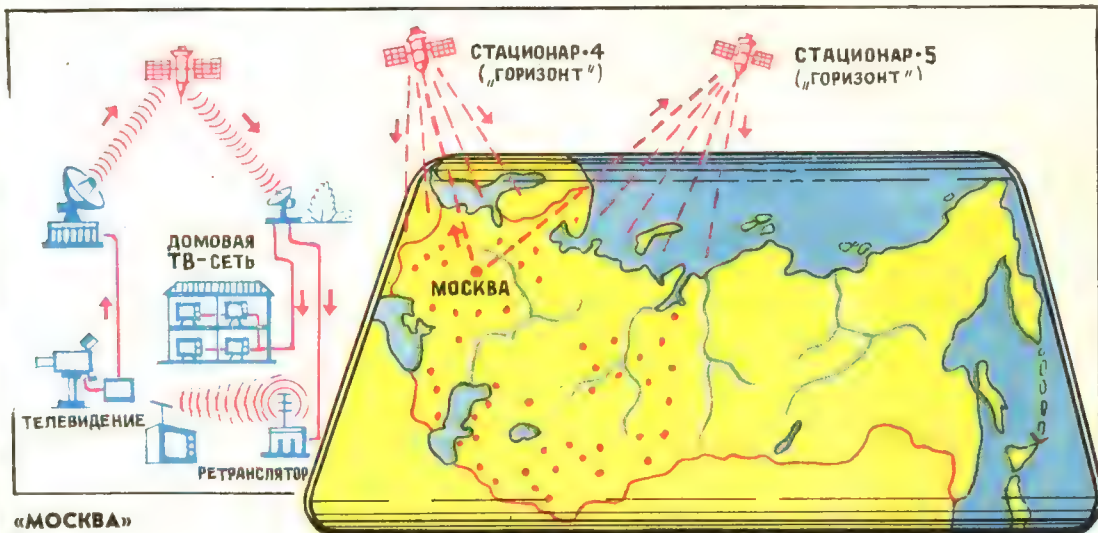 СТАЦИОНАР·4
(„ГОРИЗОНТ")
СТАЦИОНАР·5
(„ГОРИЗОНТ")
ДОМОВАЯ
ТВ-СЕТЬ
МОСКВА
ТЕЛЕВИДЕНИЕ
РЕТРАНСЛЯТОР
«МОСКВА»